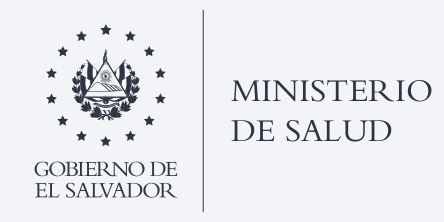 GOBIERNO DE
EL SALVADOR
MINISTERIO
DE SALUD